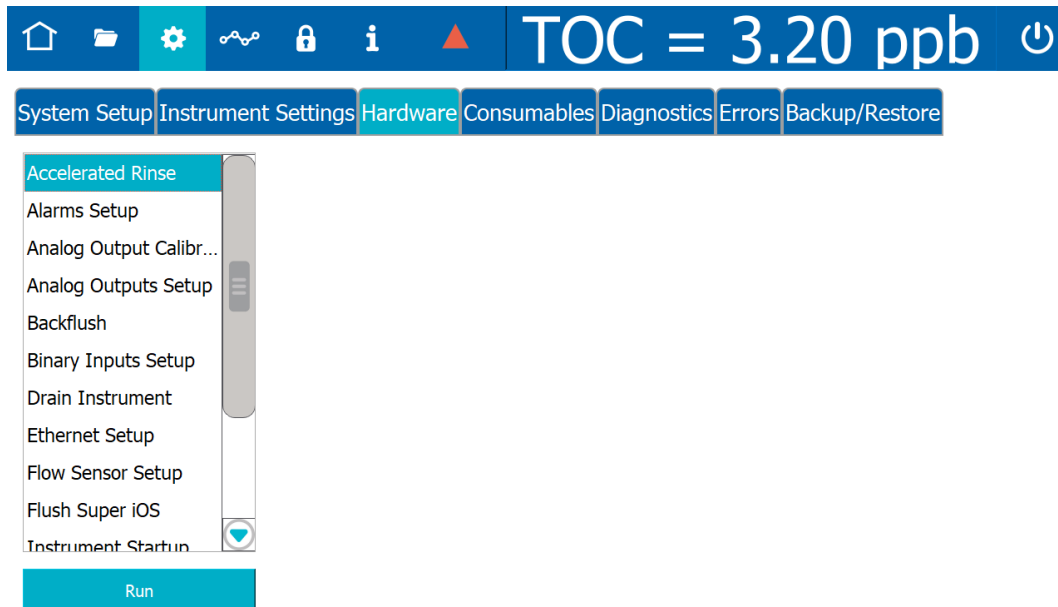 TOC = 3.20 ppb
System Setup Instrument Settings Hardware Consumables Diagnostics Errors Backup/Restore
Accelerated Rinse
Alarms Setup
Analog Output Calibr...
Analog Outputs Setup
Backflush
Binary Inputs Setup
Drain Instrument
Ethernet Setup
Flow Sensor Setup
Flush Super iOS
Instrument Startup
Run